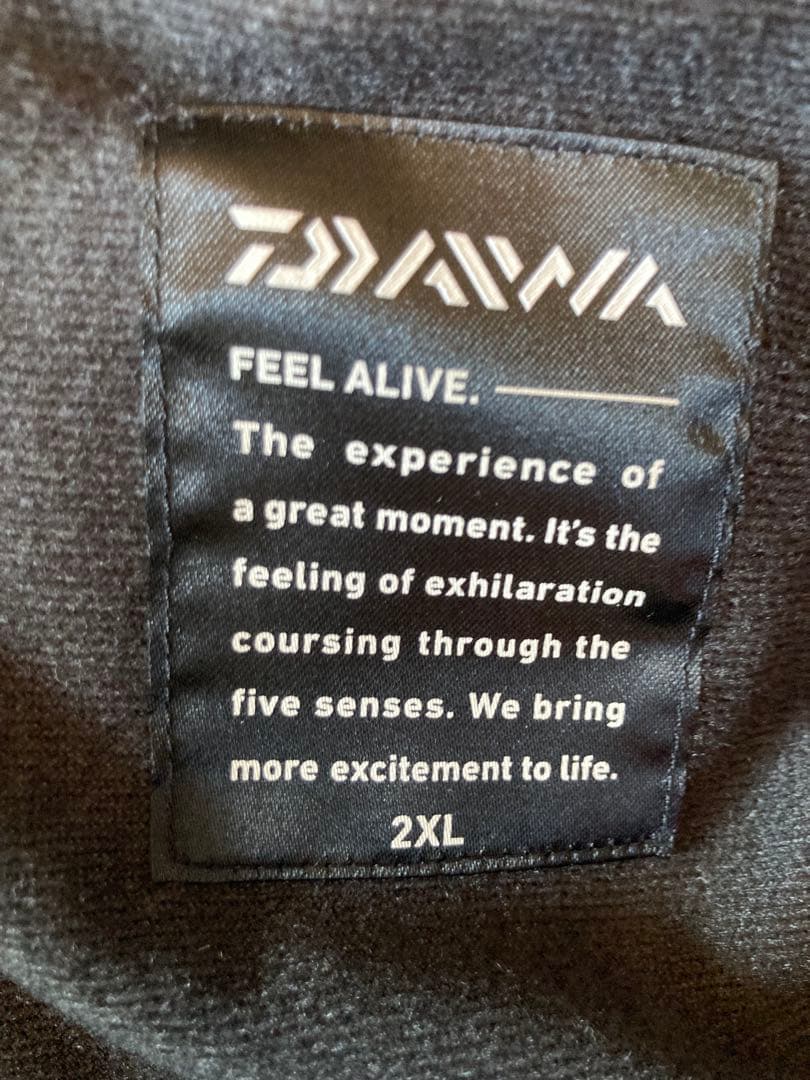 DAIWA
FEEL ALIVE.
The experience of
a great moment. It's the
feeling of exhilaration
coursing through the
five senses. We bring
more excitement to life.
2XL